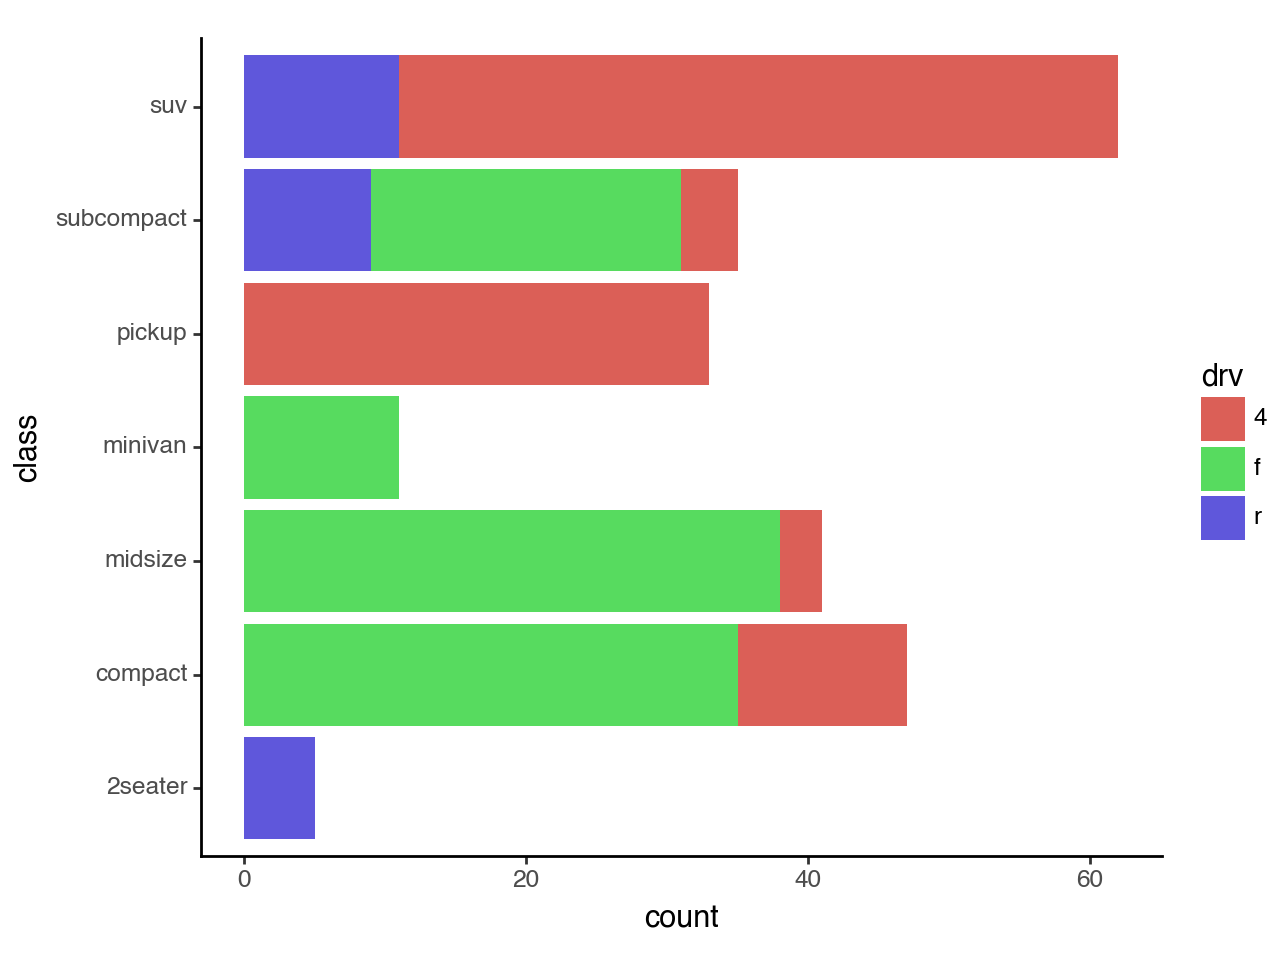 suv
subcompact
pickup
minivan
midsize
compact
2seater
class
0 20 40 60
count
drv
4
f
r